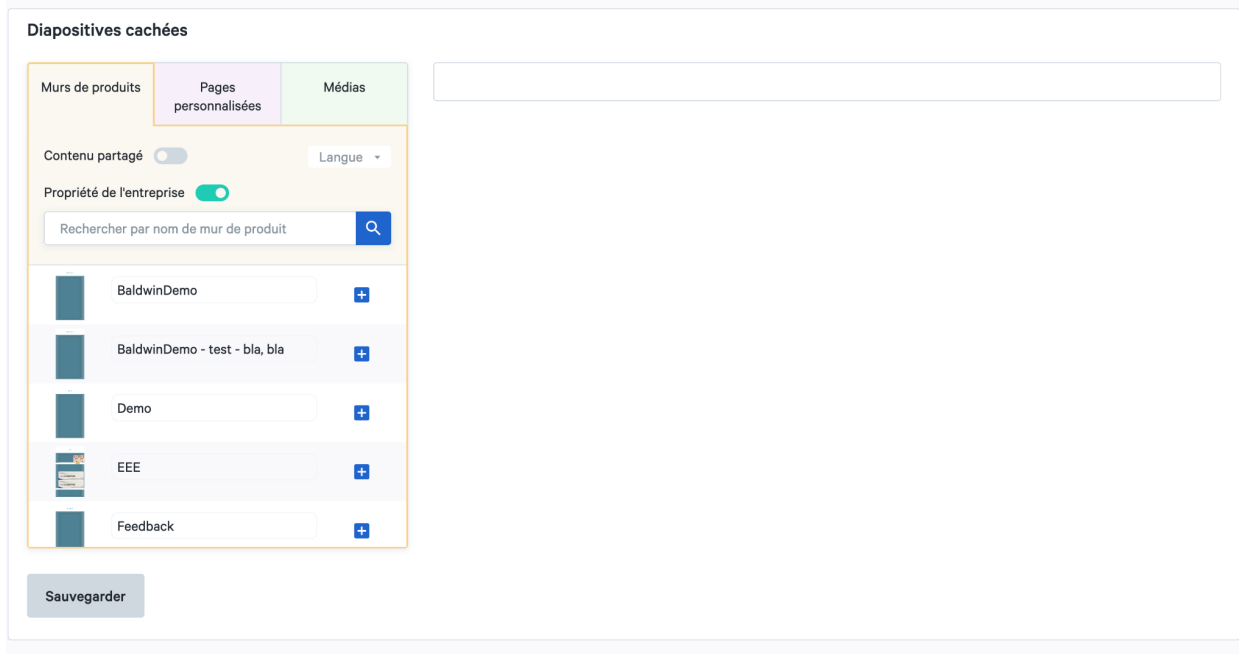 Diapositives cachées
Murs de produits
Pages
personnalisées
Médias
Contenu partagé
Langue
Propriété de l'entreprise
Rechercher par nom de mur de produit
BaldwinDemo
BaldwinDemo - test - bla, bla
Demo
EEE
Feedback
Sauvegarder